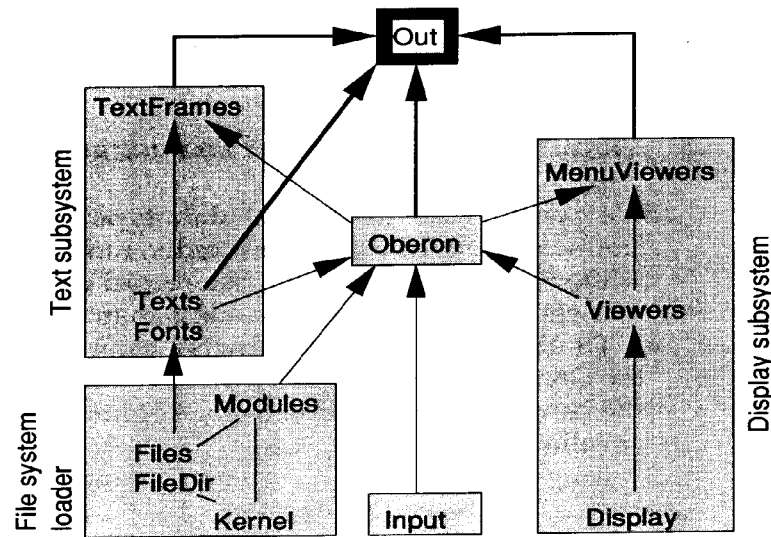 Out
TextFrames
MenuViewers
Oberon
Text subsystem
Texts
Fonts
Viewers
Display subsystem
Modules
Files
FileDir
Kernel
File system
loader
Input
Display